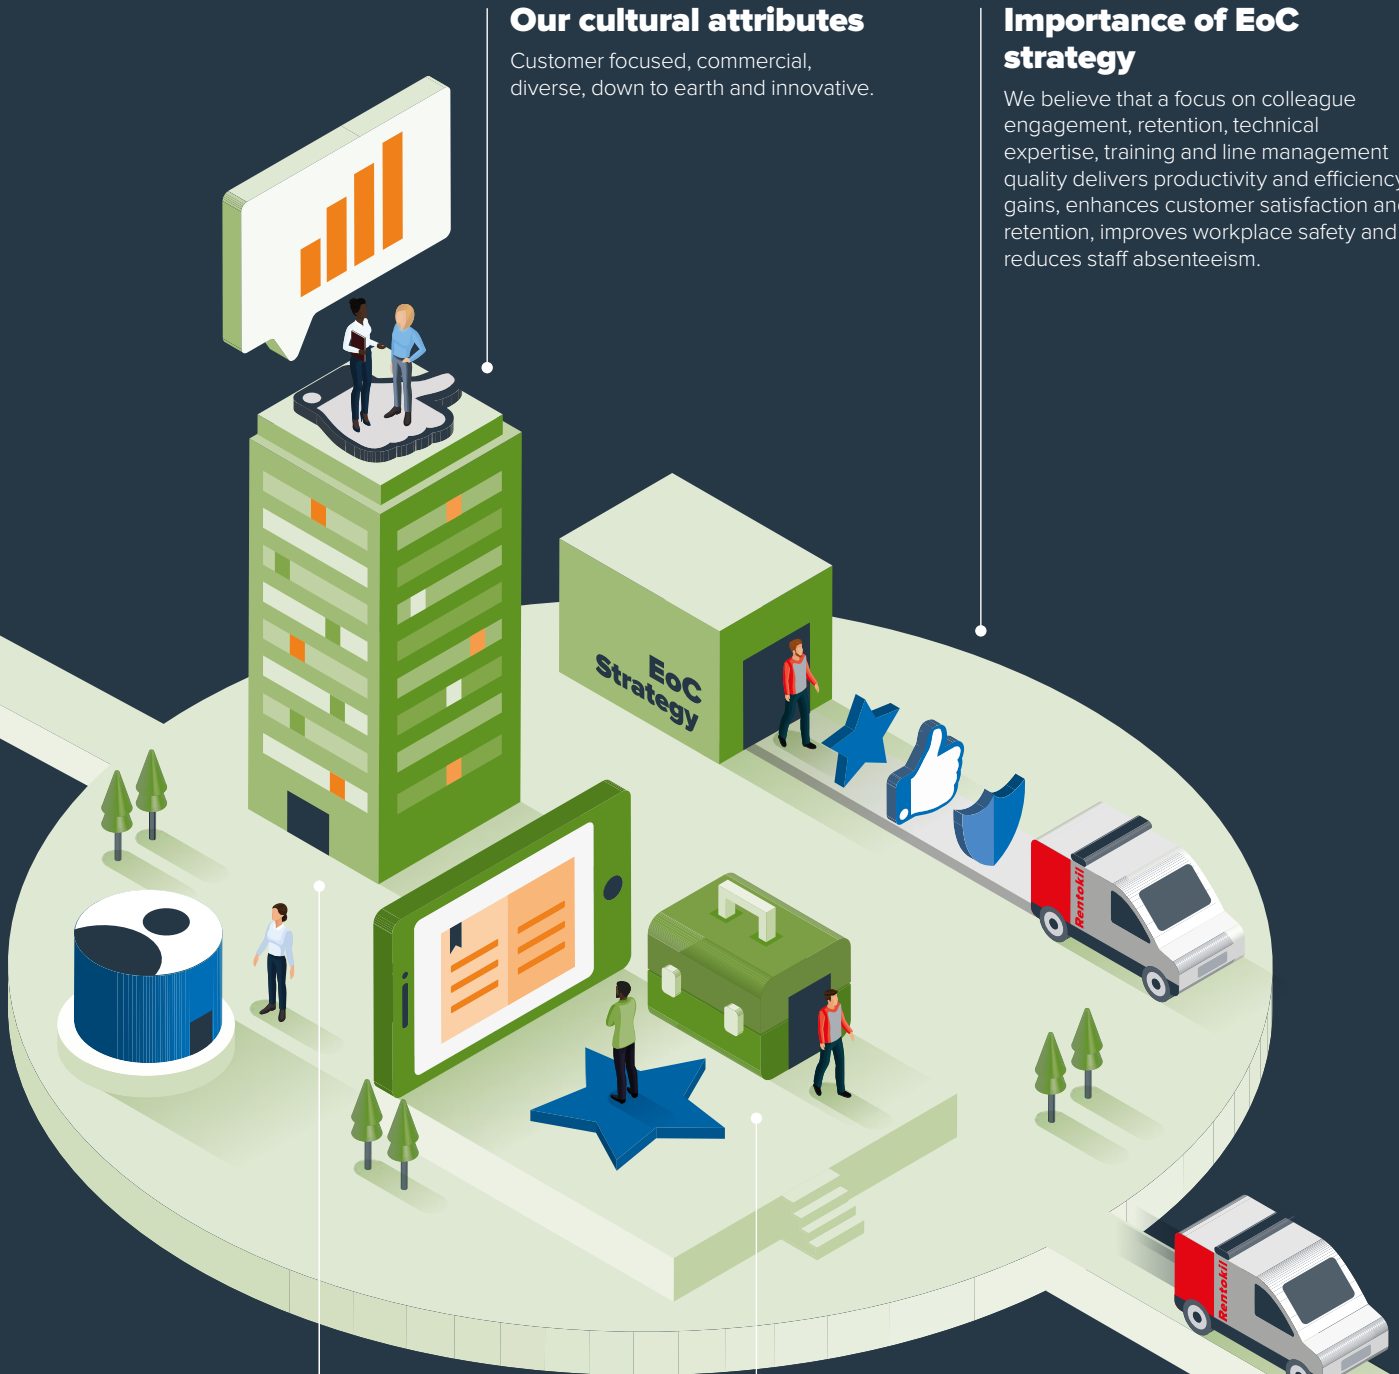 Our cultural attributes
Customer focused, commercial,
diverse, down to earth and innovative.
Importance of EoC
strategy
We believe that a focus on colleague
engagement, retention, technical
expertise, training and line management
quality delivers productivity and efficiency
gains, enhances customer satisfaction and
retention, improves workplace safety and
reduces staff absenteeism.
EoC
Strategy
Rentokil
Rentokil